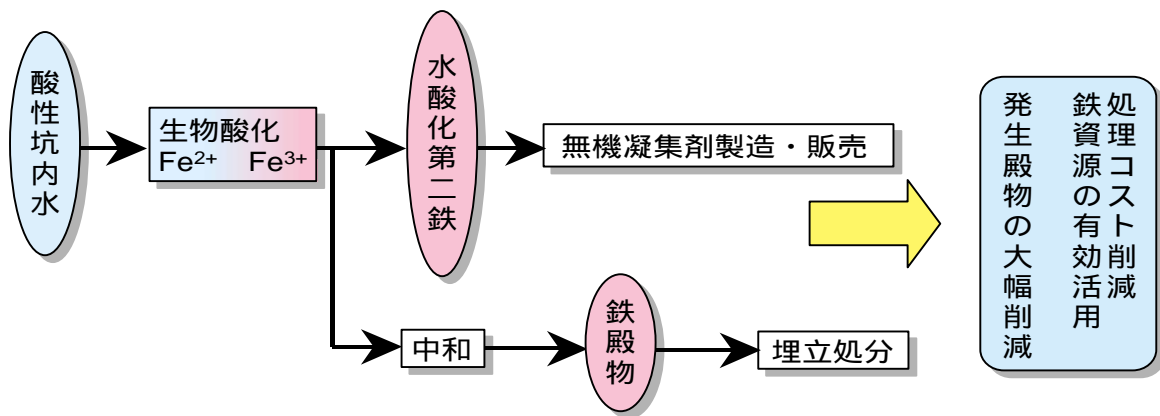 酸性坑内水
生物酸化
Fe²⁺ Fe³⁺
水酸化第二鉄
無機凝集剤製造・販売
中和
鉄殿物
埋立処分
処理コスト削減
鉄資源の有効活用
発生殿物の大幅削減